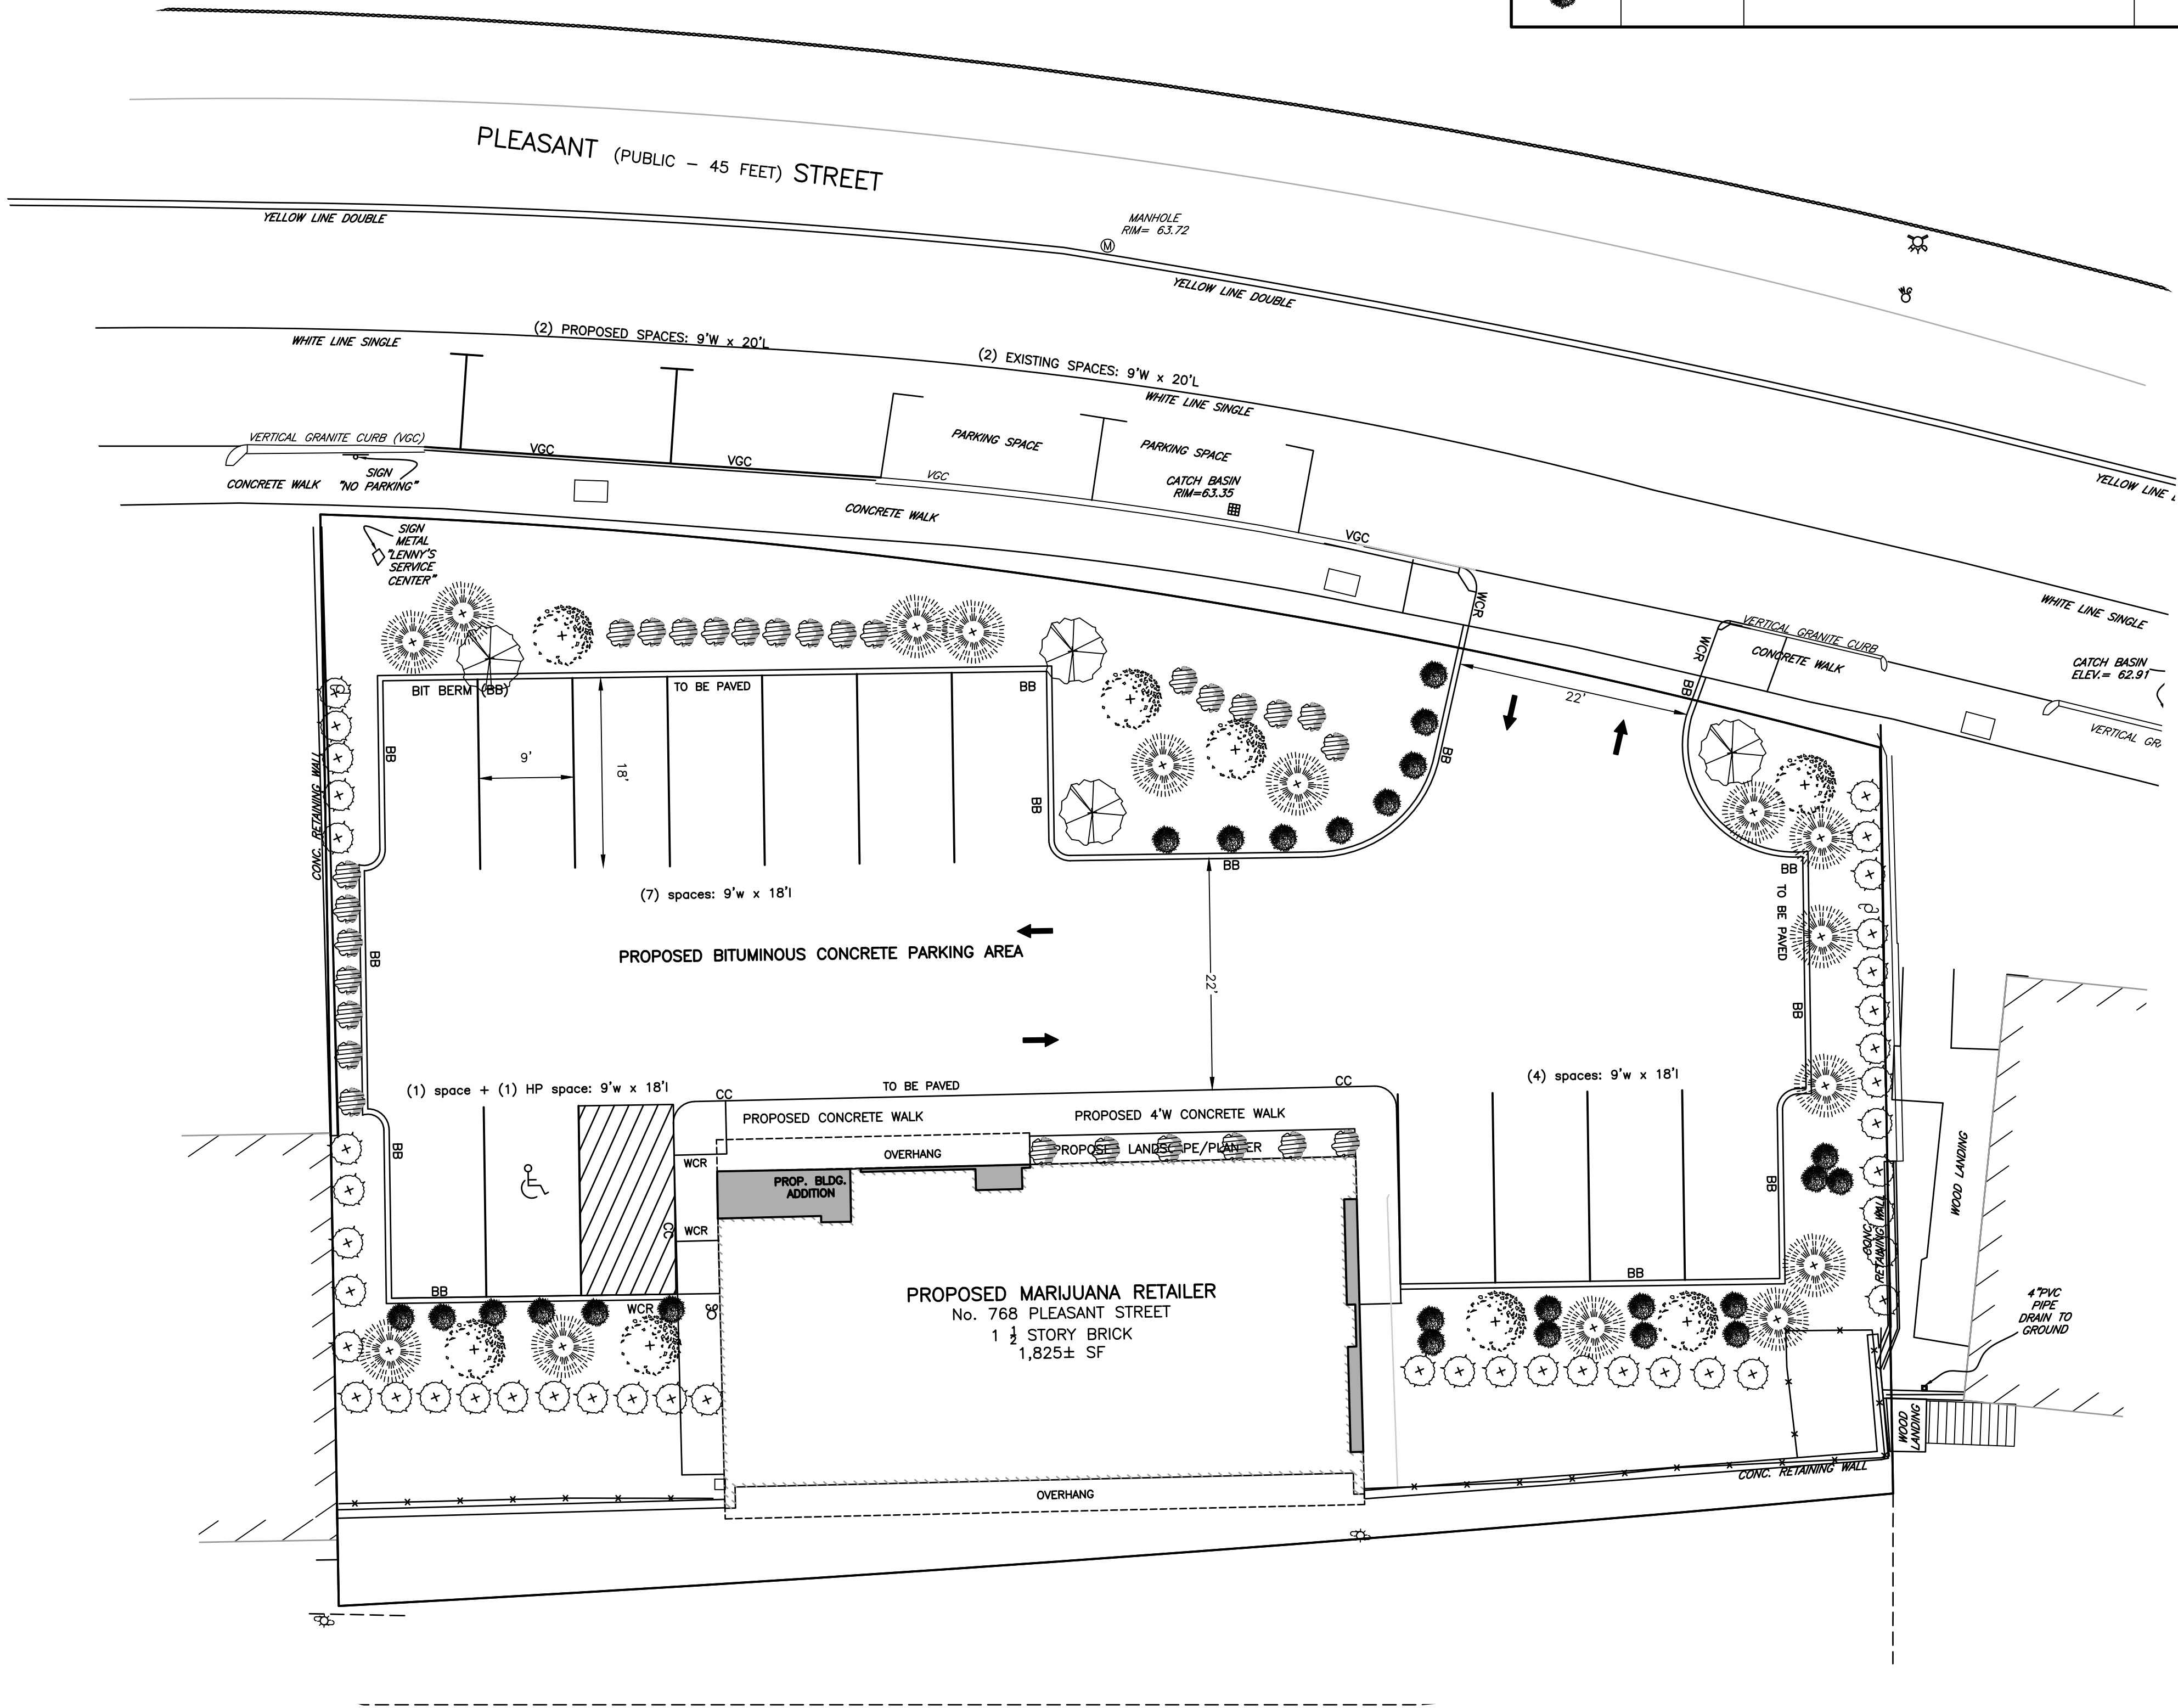 PLEASANT (PUBLIC – 45 FEET) STREET
YELLOW LINE DOUBLE
MANHOLE
RIM= 63.72
YELLOW LINE DOUBLE
(2) PROPOSED SPACES: 9'W x 20'L
WHITE LINE SINGLE
(2) EXISTING SPACES: 9'W x 20'L
WHITE LINE SINGLE
VERTICAL GRANITE CURB (VGC)
VGC
VGC
VGC
PARKING SPACE
PARKING SPACE
CATCH BASIN
RIM=63.35
SIGN
"NO PARKING"
CONCRETE WALK
CONCRETE WALK
VGC
YELLOW LINE
SIGN
METAL
"LENNY'S
SERVICE
CENTER"
WCR
WCR
VERTICAL GRANITE CURB
CONCRETE WALK
WHITE LINE SINGLE
CATCH BASIN
ELEV.= 62.91
VERTICAL GR
22'
BIT BERM (BB)
TO BE PAVED
BB
BB
BB
BB
BB
BB
9'
18'
CONC. RETAINING WALL
BB
BB
TO BE PAVED
(7) spaces: 9'w x 18'l
PROPOSED BITUMINOUS CONCRETE PARKING AREA
BB
22'
BB
(1) space + (1) HP space: 9'w x 18'l
(4) spaces: 9'w x 18'l
CC
TO BE PAVED
CC
PROPOSED CONCRETE WALK
PROPOSED 4'W CONCRETE WALK
BB
OVERHANG
PROPOSE LANDSCAPE/PLANTER
WCR
PROP. BLDG.
ADDITION
WCR
CC
BB
WOOD LANDING
CONC.
RETAINING WALL
BB
BB
WCR
PROPOSED MARIJUANA RETAILER
No. 768 PLEASANT STREET
1 ½ STORY BRICK
1,825± SF
4"PVC
PIPE
DRAIN TO
GROUND
WOOD
LANDING
CONC. RETAINING WALL
OVERHANG